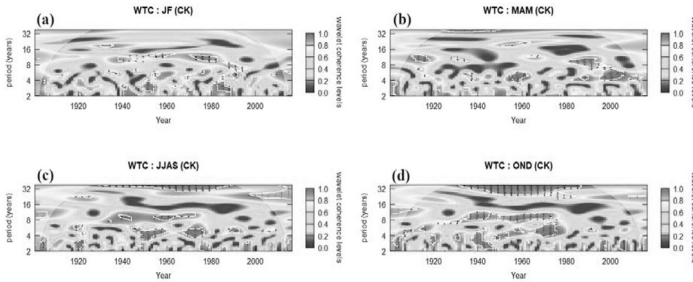 (a) WTC : JF (CK)
period (years)
32
16
8
4
2
1920 1940 1960 1980 2000
Year
1.0
0.8
0.6
0.4
0.2
0.0
wavelet coherence levels
(b) WTC : MAM (CK)
period (years)
32
16
8
4
2
1920 1940 1960 1980 2000
Year
1.0
0.8
0.6
0.4
0.2
0.0
(c) WTC : JJAS (CK)
period (years)
32
16
8
4
2
1920 1940 1960 1980 2000
Year
1.0
0.8
0.6
0.4
0.2
0.0
wavelet coherence levels
(d) WTC : OND (CK)
period (years)
32
16
8
4
2
1920 1940 1960 1980 2000
Year
1.0
0.8
0.6
0.4
0.2
0.0